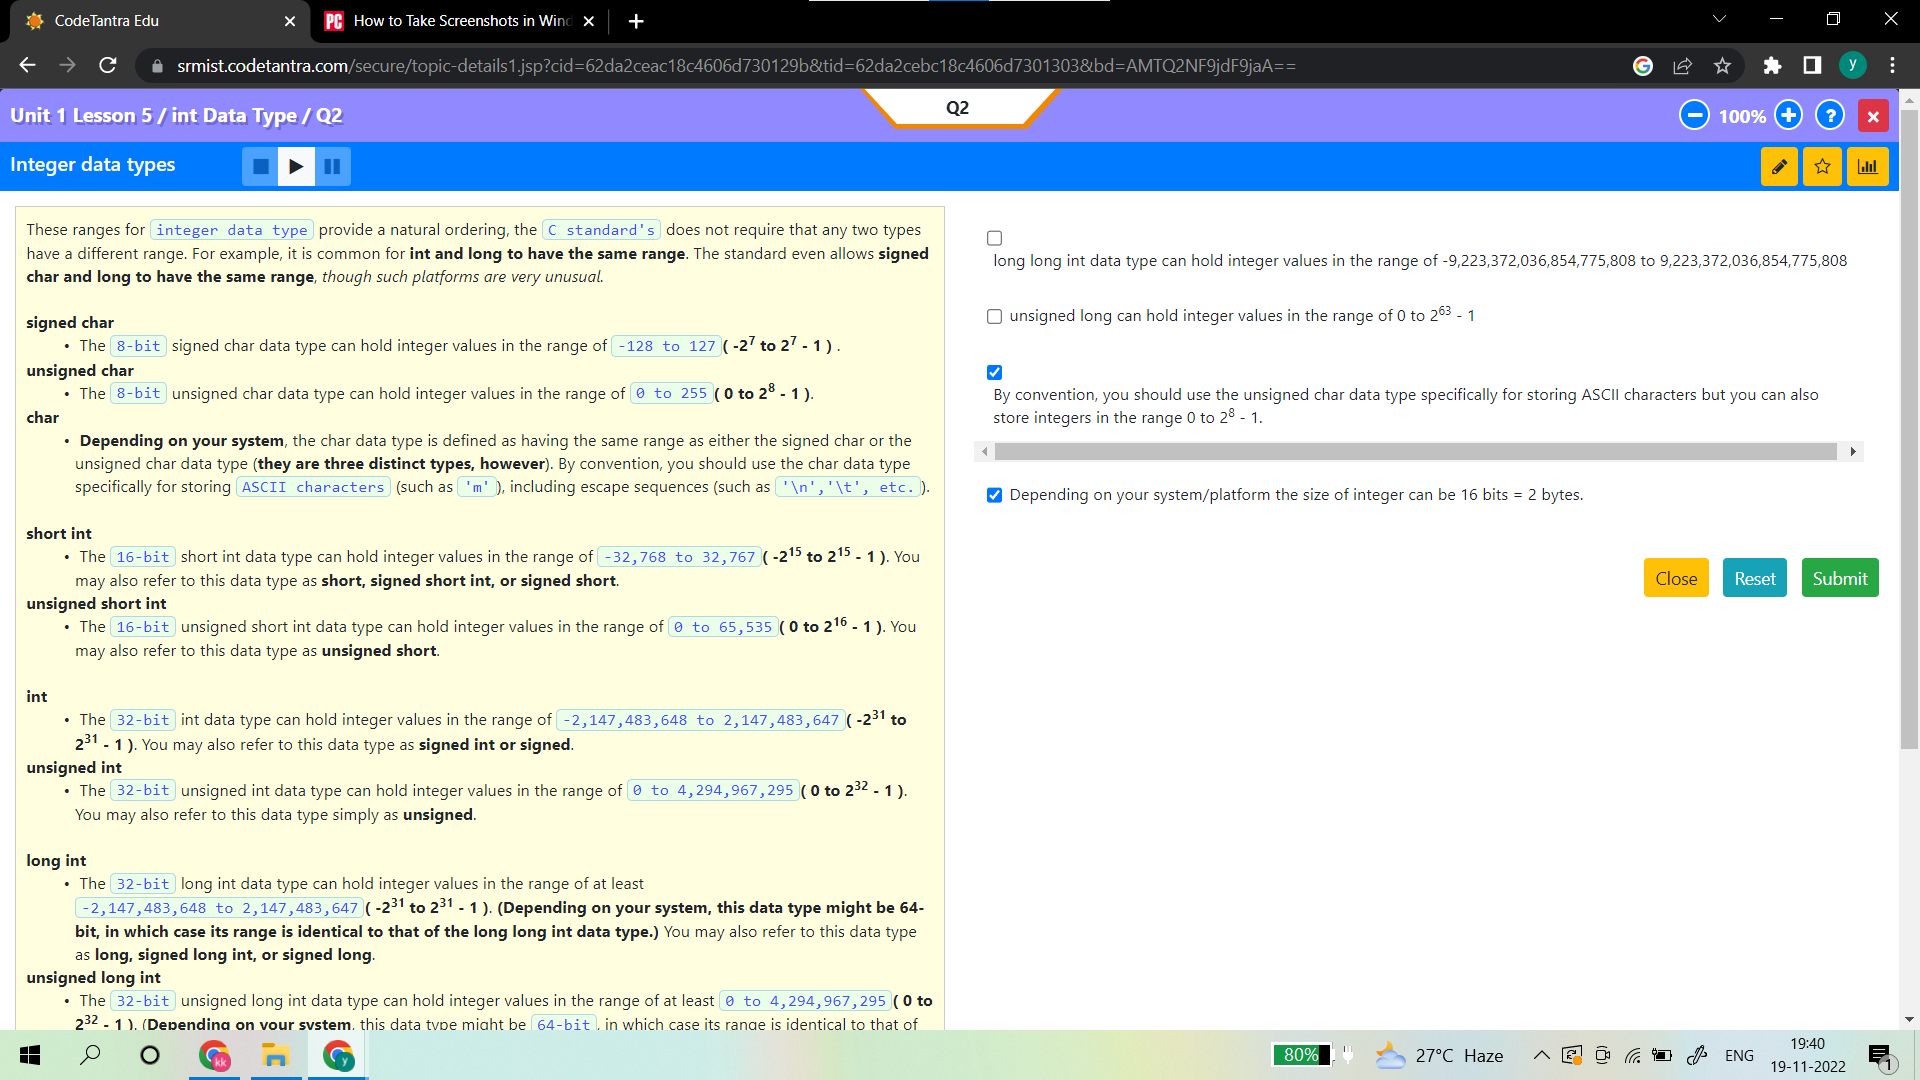 CodeTantra Edu
PC How to Take Screenshots in Wind
srmist.codetantra.com/secure/topic-details1.jsp?cid=62da2ceac18c4606d730129b&tid=62da2cebc18c4606d7301303&bd=AMTQ2NF9jdF9jaA==
y
Unit 1 Lesson 5 / int Data Type / Q2
Q2
100%
?
Integer data types
These ranges for integer data type provide a natural ordering, the C standard's does not require that any two types
have a different range. For example, it is common for int and long to have the same range. The standard even allows signed
char and long to have the same range, though such platforms are very unusual.
signed char
• The 8-bit signed char data type can hold integer values in the range of -128 to 127 ( -2⁷ to 2⁷ - 1 ) .
unsigned char
• The 8-bit unsigned char data type can hold integer values in the range of 0 to 255 ( 0 to 2⁸ - 1 ).
char
• Depending on your system, the char data type is defined as having the same range as either the signed char or the
unsigned char data type (they are three distinct types, however). By convention, you should use the char data type
specifically for storing ASCII characters (such as 'm' ), including escape sequences (such as '\n','\t', etc. ).
short int
• The 16-bit short int data type can hold integer values in the range of -32,768 to 32,767 ( -2¹⁵ to 2¹⁵ - 1 ). You
may also refer to this data type as short, signed short int, or signed short.
unsigned short int
• The 16-bit unsigned short int data type can hold integer values in the range of 0 to 65,535 ( 0 to 2¹⁶ - 1 ). You
may also refer to this data type as unsigned short.
int
• The 32-bit int data type can hold integer values in the range of -2,147,483,648 to 2,147,483,647 ( -2³¹ to
2³¹ - 1 ). You may also refer to this data type as signed int or signed.
unsigned int
• The 32-bit unsigned int data type can hold integer values in the range of 0 to 4,294,967,295 ( 0 to 2³² - 1 ).
You may also refer to this data type simply as unsigned.
long int
• The 32-bit long int data type can hold integer values in the range of at least
-2,147,483,648 to 2,147,483,647 ( -2³¹ to 2³¹ - 1 ). (Depending on your system, this data type might be 64-
bit, in which case its range is identical to that of the long long int data type.) You may also refer to this data type
as long, signed long int, or signed long.
unsigned long int
• The 32-bit unsigned long int data type can hold integer values in the range of at least 0 to 4,294,967,295 ( 0 to
2³² - 1 ). (Depending on your system, this data type might be 64-bit , in which case its range is identical to that of
long long int data type can hold integer values in the range of -9,223,372,036,854,775,808 to 9,223,372,036,854,775,808
unsigned long can hold integer values in the range of 0 to 2⁶³ - 1
By convention, you should use the unsigned char data type specifically for storing ASCII characters but you can also
store integers in the range 0 to 2⁸ - 1.
Depending on your system/platform the size of integer can be 16 bits = 2 bytes.
Close
Reset
Submit
kk
y
80%
27°C Haze
ENG
19:40
19-11-2022
1